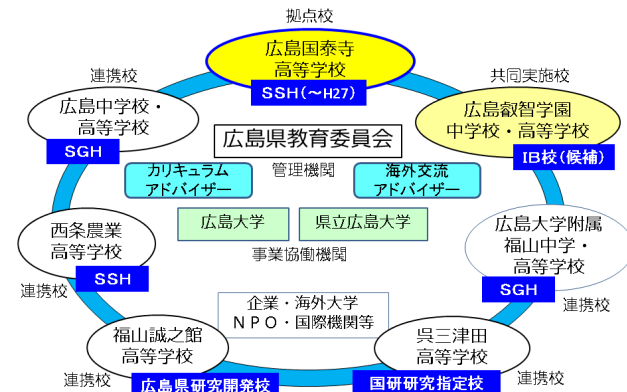 拠点校
広島国泰寺
高等学校
SSH(～H27)
連携校
広島中学校・
高等学校
SGH
共同実施校
広島叡智学園
中学校・高等学校
IB校(候補)
広島県教育委員会
管理機関
カリキュラム
アドバイザー
海外交流
アドバイザー
広島大学
県立広島大学
事業協働機関
西条農業
高等学校
SSH
連携校
広島大学附属
福山中学・
高等学校
SGH
連携校
企業・海外大学
ＮＰＯ・国際機関等
福山誠之館
高等学校
連携校
広島県研究開発校
呉三津田
高等学校
国研研究指定校
連携校